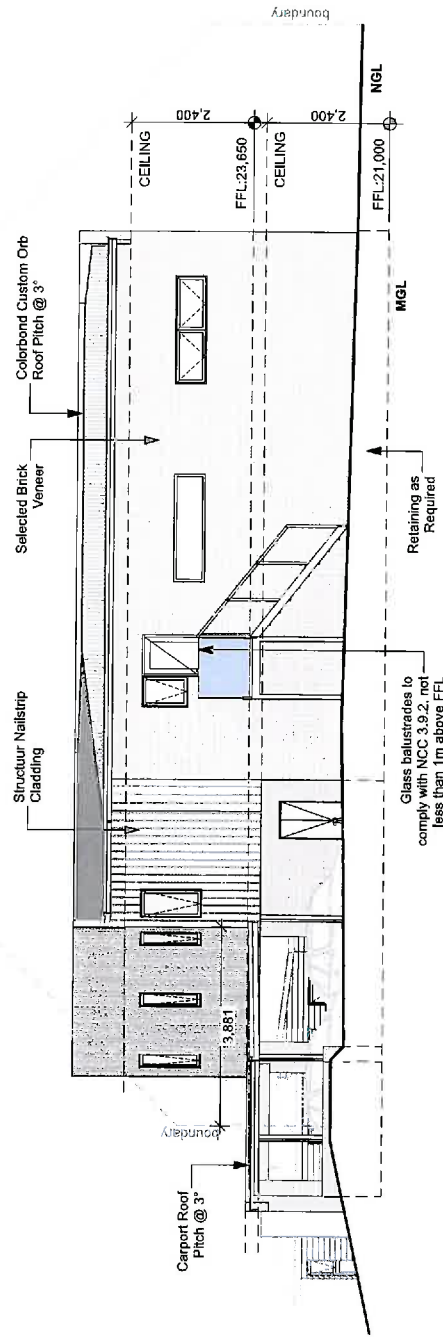 boundary
Colorbond Custom Orb
Roof Pitch @ 3°
Selected Brick
Veneer
Structuur Nailstrip
Cladding
Carport Roof
Pitch @ 3°
boundary
3,881
CEILING
2,400
FFL:23,650
CEILING
2,400
FFL:21,000
NGL
MGL
Retaining as
Required
Glass balustrades to
comply with NCC 3.9.2, not
less than 1m above FFL